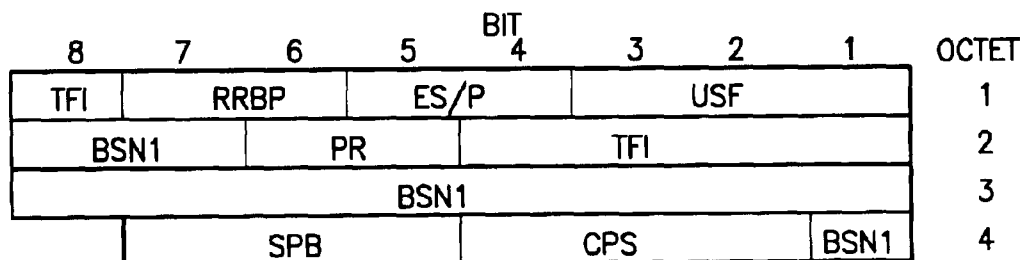 BIT
8 7 6 5 4 3 2 1 OCTET
TFI RRBP ES/P USF 1
BSN1 PR TFI 2
BSN1 3
SPB CPS BSN1 4